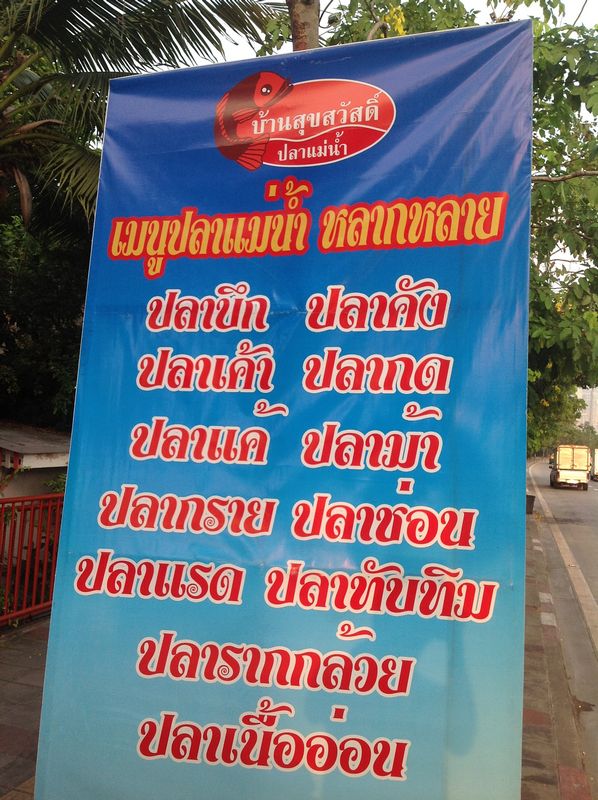 บ้านสุขสวัสดิ์
ปลาแม่น้ำ
เมนูปลาแม่น้ำ หลากหลาย
ปลาบึก ปลาคัง
ปลาเค้า ปลากด
ปลาแค้ ปลาม้า
ปลากราย ปลาช่อน
ปลาแรด ปลาทับทิม
ปลารากกล้วย
ปลาเนื้ออ่อน